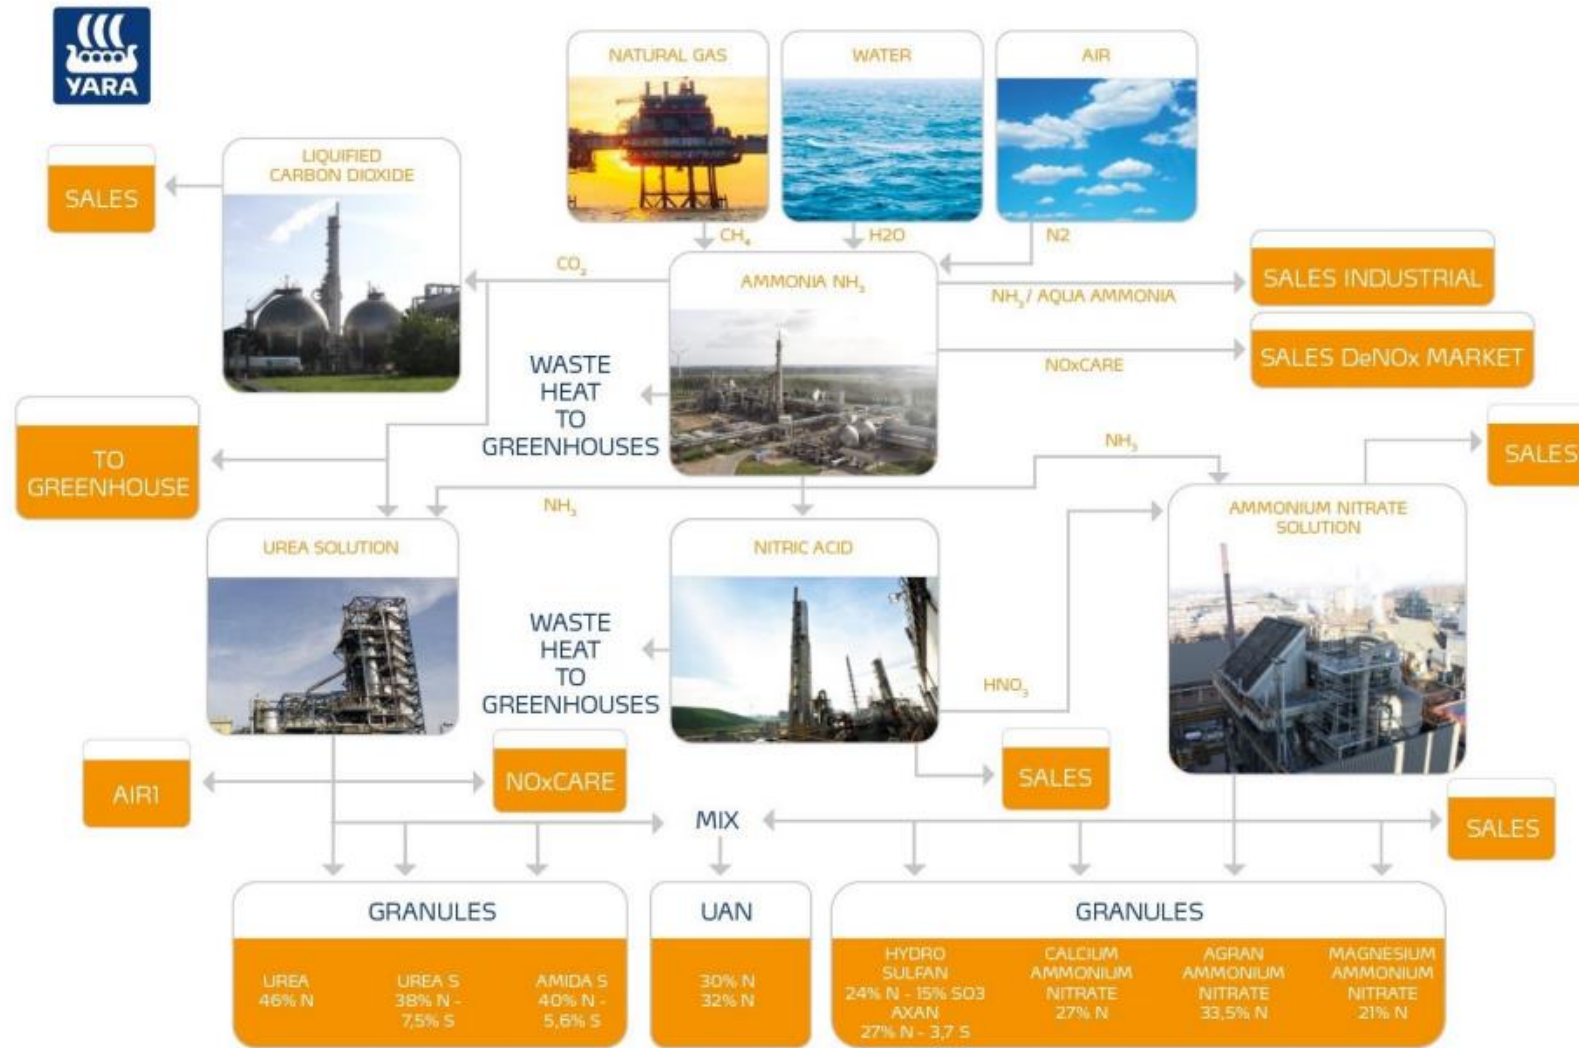 YARA
NATURAL GAS
WATER
AIR
LIQUIFIED
CARBON DIOXIDE
SALES
CH₄
H2O
N2
CO₂
AMMONIA NH₃
NH₃ / AQUA AMMONIA
SALES INDUSTRIAL
NOxCARE
SALES DeNOx MARKET
WASTE
HEAT
TO
GREENHOUSES
TO
GREENHOUSE
NH₃
NH₃
SALES
UREA SOLUTION
NITRIC ACID
AMMONIUM NITRATE
SOLUTION
WASTE
HEAT
TO
GREENHOUSES
HNO₃
AIR1
NOxCARE
SALES
SALES
MIX
GRANULES
UREA
46% N
UREA S
38% N -
7,5% S
AMIDA S
40% N -
5,6% S
UAN
30% N
32% N
GRANULES
HYDRO
SULFAN
24% N - 15% SO3
AXAN
27% N - 3,7 S
CALCIUM
AMMONIUM
NITRATE
27% N
AGRAN
AMMONIUM
NITRATE
33,5% N
MAGNESIUM
AMMONIUM
NITRATE
21% N